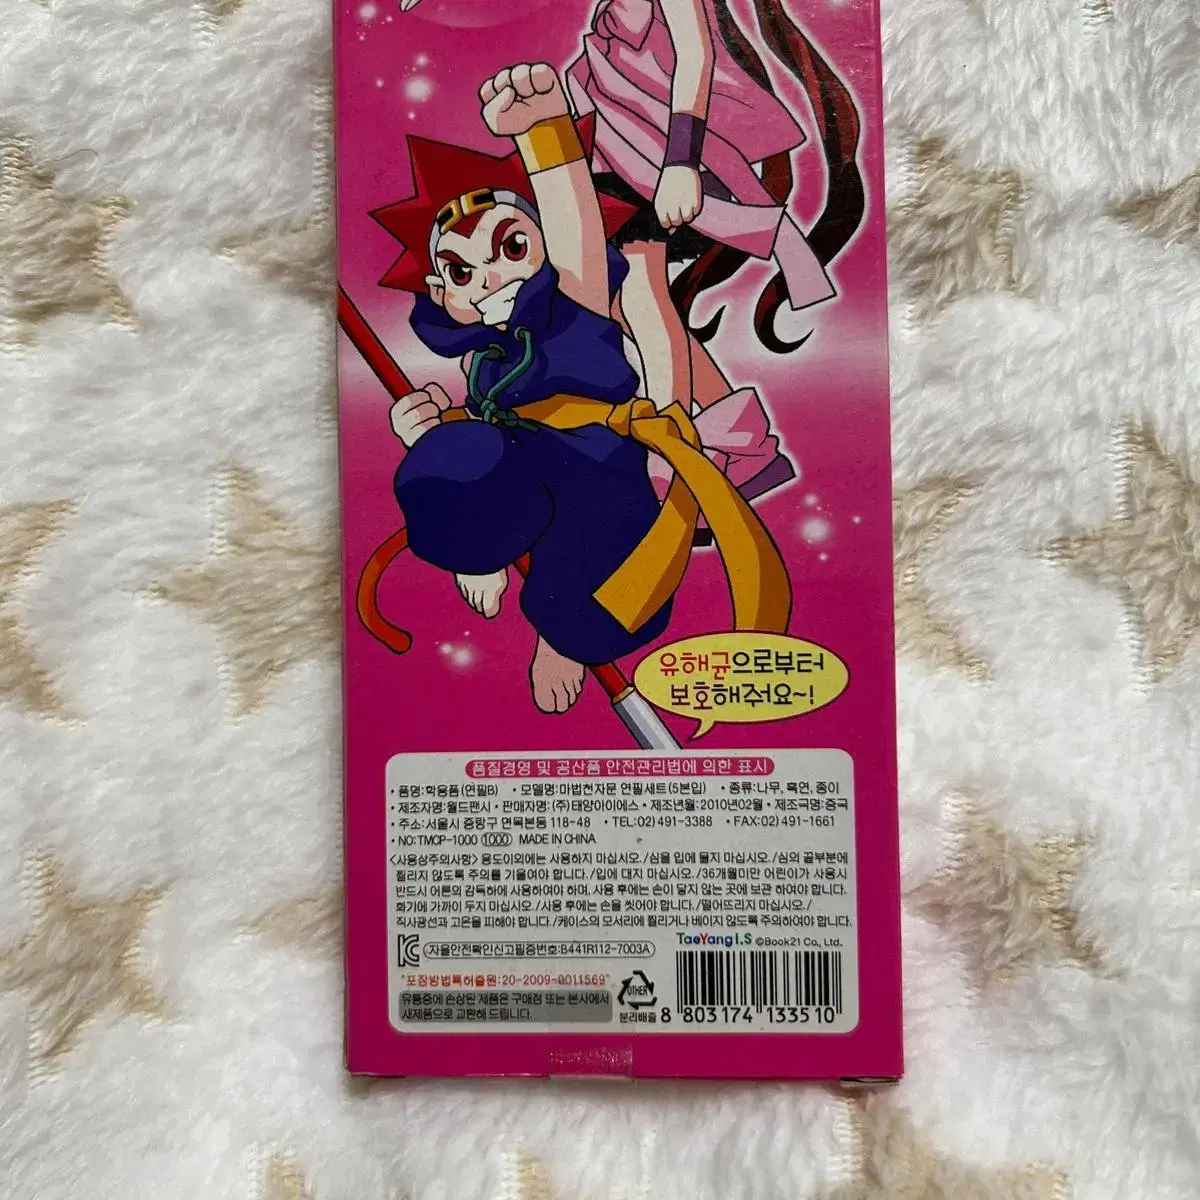 유해균으로부터
보호해줘요~!
품질경영 및 공산품 안전관리법에 의한 표시
• 품명:학용품(연필B) • 모델명:마법천자문 연필세트(5본입) • 종류:나무, 흑연, 종이
• 제조자명:월드팬시 • 판매자명:(주)태양아이에스 • 제조년월:2010년02월 • 제조국명:중국
• 주소:서울시 중랑구 면목본동 118-48 • TEL:02)491-3388 • FAX:02)491-1661
• NO:TMCP-1000 1000 MADE IN CHINA
<사용상주의사항> 용도이외에는 사용하지 마십시오./심을 입에 물지 마십시오./심의 끝부분에
찔리지 않도록 주의를 기울여야 합니다./입에 대지 마십시오./36개월미만 어린이가 사용시
반드시 어른의 감독하에 사용하여야 하며, 사용 후에는 손이 닿지 않는 곳에 보관 하여야 합니다.
화기에 가까이 두지 마십시오./사용 후에는 손을 씻어야 합니다./떨어뜨리지 마십시오./
직사광선과 고온을 피해야 합니다./케이스의 모서리에 찔리거나 베이지 않도록 주의하여야 합니다.
TaeYang I.S ©Book21 Co., Ltd.
KC 자율안전확인신고필증번호:B441R112-7003A
"포장방법특허출원:20-2009-0011569"
유통중에 손상된 제품은 구매점 또는 본사에서
새제품으로 교환해 드립니다.
OTHER
분리배출
8 803174 133510